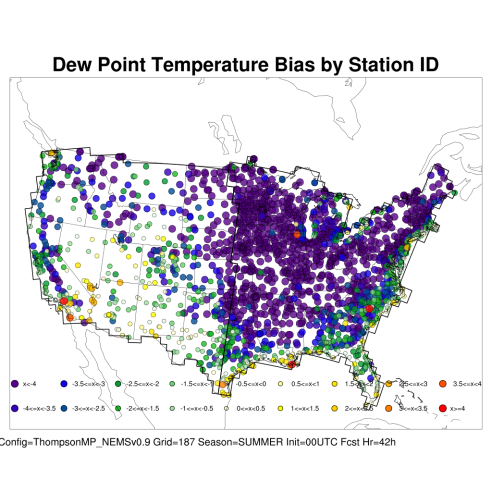 Dew Point Temperature Bias by Station ID
x<-4 -3.5<=x<-3 -2.5<=x<-2 -1.5<=x<-1 -0.5<=x<0 0.5<=x<1 1.5<=x<2 2.5<=x<3 3.5<=x<4
-4<=x<-3.5 -3<=x<-2.5 -2<=x<-1.5 -1<=x<-0.5 0<=x<0.5 1<=x<1.5 2<=x<2.5 3<=x<3.5 x>=4
Config=ThompsonMP_NEMSv0.9 Grid=187 Season=SUMMER Init=00UTC Fcst Hr=42h